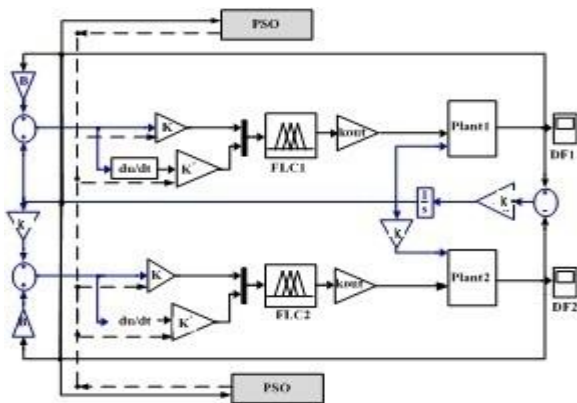 PSO
B
K
kout
Plant1
du/dt
K'
FLC1
DF1
1/s
k
k
k
K
kout
Plant2
du/dt
K'
FLC2
DF2
PSO